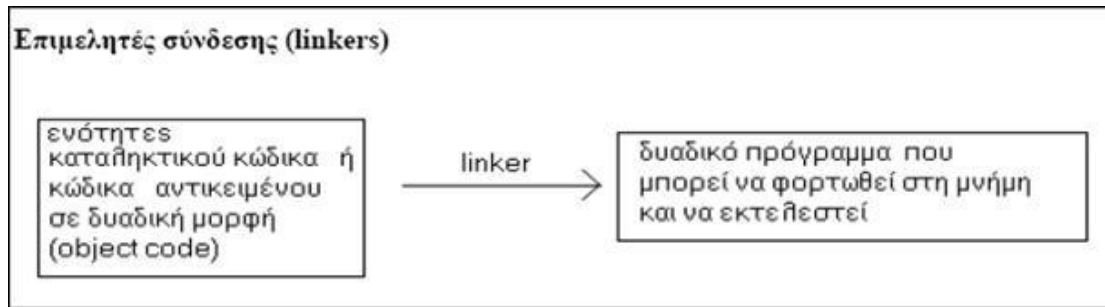 Επιμελητές σύνδεσης (linkers)
ενότητες
καταληκτικού κώδικα ή
κώδικα αντικειμένου
σε δυαδική μορφή
(object code)
linker
δυαδικό πρόγραμμα που
μπορεί να φορτωθεί στη μνήμη
και να εκτελεστεί